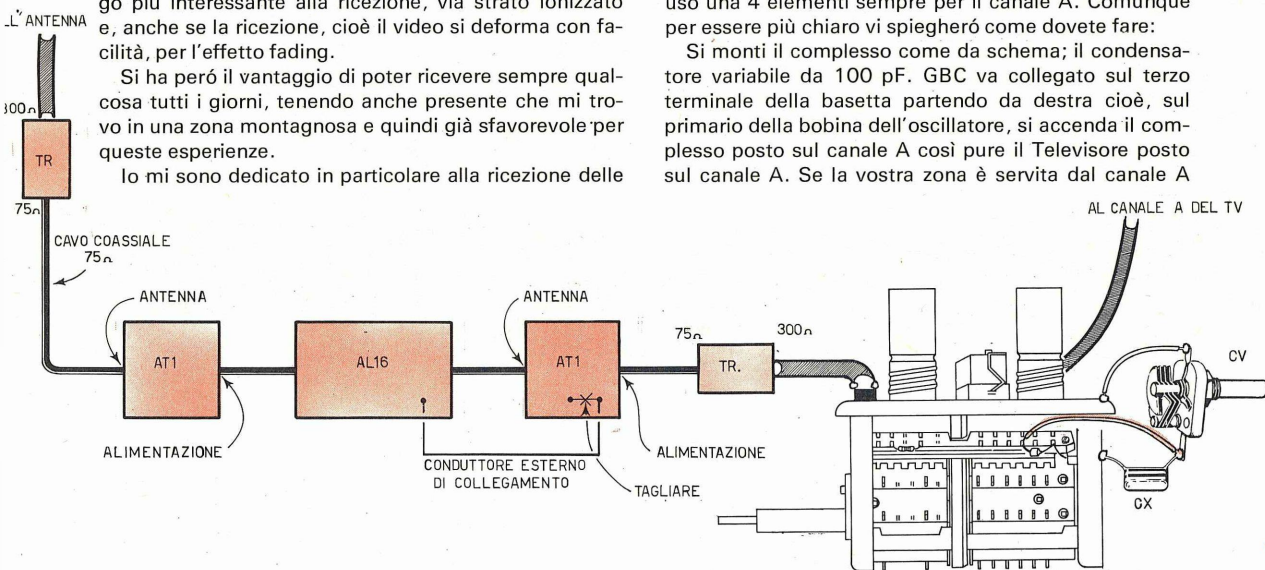 go più interessante alla ricezione, via strato ionizzato
e, anche se la ricezione, cioè il video si deforma con fa-
cilità, per l'effetto fading.
Si ha peró il vantaggio di poter ricevere sempre qual-
cosa tutti i giorni, tenendo anche presente che mi tro-
vo in una zona montagnosa e quindi già sfavorevole per
queste esperienze.
Io mi sono dedicato in particolare alla ricezione delle
uso una 4 elementi sempre per il canale A. Comunque
per essere più chiaro vi spiegheró come dovete fare:
Si monti il complesso come da schema; il condensa-
tore variabile da 100 pF. GBC va collegato sul terzo
terminale della basetta partendo da destra cioè, sul
primario della bobina dell'oscillatore, si accenda il com-
plesso posto sul canale A così pure il Televisore posto
sul canale A. Se la vostra zona è servita dal canale A
LL' ANTENNA
300Ω
TR
75Ω
CAVO COASSIALE
75Ω
ANTENNA
AT1
ALIMENTAZIONE
AL16
CONDUTTORE ESTERNO
DI COLLEGAMENTO
ANTENNA
AT1
TAGLIARE
ALIMENTAZIONE
75Ω
TR.
300Ω
AL CANALE A DEL TV
CV
CX